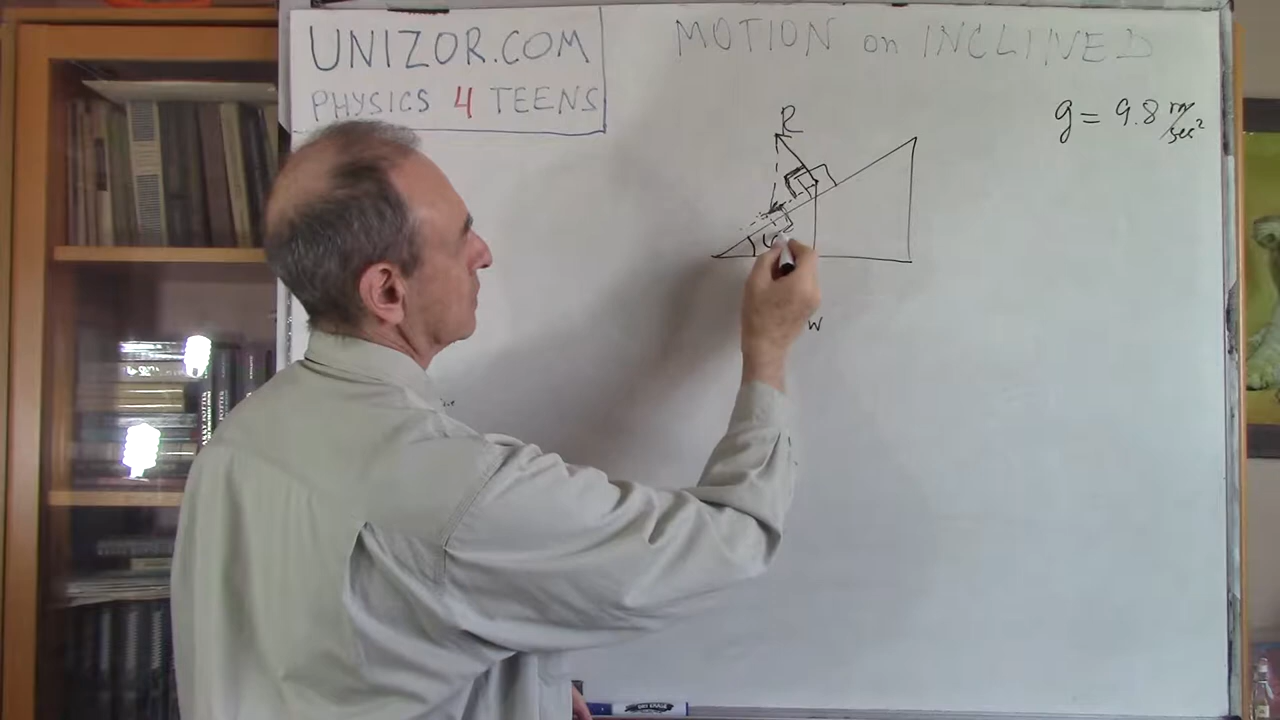 UNIZOR.COM
PHYSICS 4 TEENS
MOTION on INCLINED
g = 9.8 m/sec²
R
W